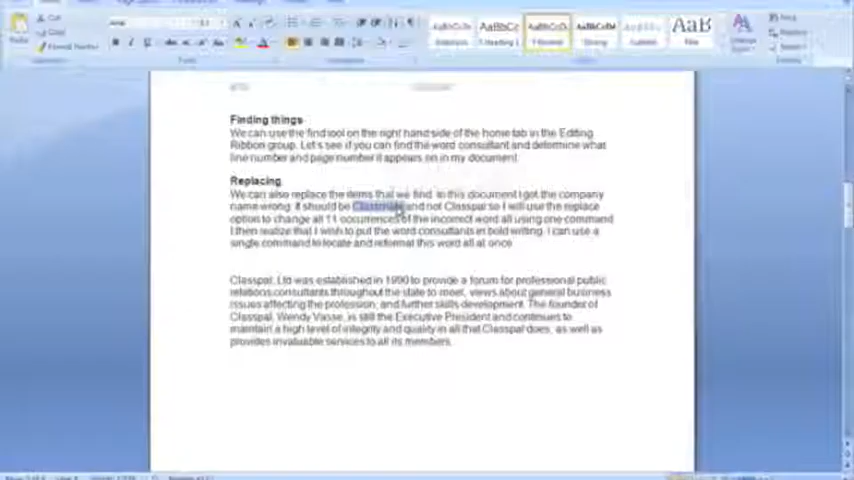 Finding things
We can use the find tool on the right hand side of the home tab in the Editing
Ribbon group. Let's see if you can find the word consultant and determine what
line number and page number it appears on in my document.
Replacing
We can also replace the items that we find. In this document I got the company
name wrong. It should be Classmate and not Classpal so I will use the replace
option to change all 11 occurrences of the incorrect word all using one command
I then realize that I wish to put the word consultants in bold writing. I can use a
single command to locate and reformat this word all at once
Classpal, Ltd was established in 1990 to provide a forum for professional public
relations consultants throughout the state to meet, views about general business
issues affecting the profession, and further skills development. The founder of
Classpal, Wendy Vasse, is still the Executive President and continues to
maintain a high level of integrity and quality in all that Classpal does, as well as
provides invaluable services to all its members.